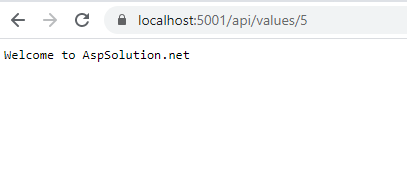 localhost:5001/api/values/5
Welcome to AspSolution.net